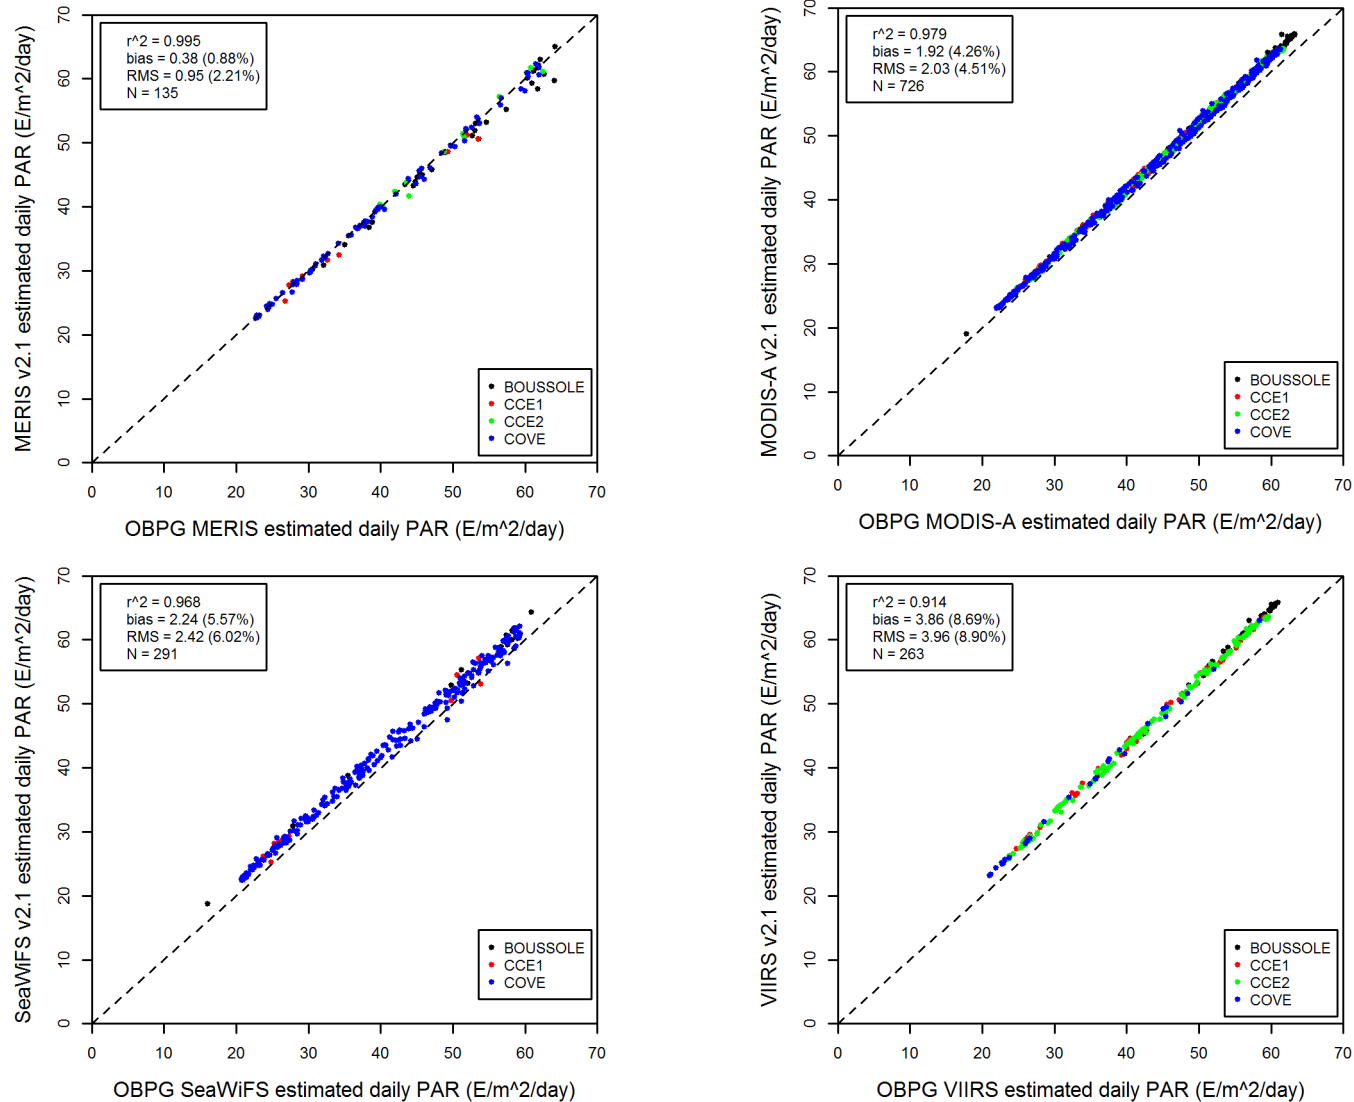 r^2 = 0.995
bias = 0.38 (0.88%)
RMS = 0.95 (2.21%)
N = 135
MERIS v2.1 estimated daily PAR (E/m^2/day)
70
60
50
40
30
20
10
0
BOUSSOLE
CCE1
CCE2
COVE
0 10 20 30 40 50 60 70
OBPG MERIS estimated daily PAR (E/m^2/day)
r^2 = 0.979
bias = 1.92 (4.26%)
RMS = 2.03 (4.51%)
N = 726
MODIS-A v2.1 estimated daily PAR (E/m^2/day)
70
60
50
40
30
20
10
0
BOUSSOLE
CCE1
CCE2
COVE
0 10 20 30 40 50 60 70
OBPG MODIS-A estimated daily PAR (E/m^2/day)
r^2 = 0.968
bias = 2.24 (5.57%)
RMS = 2.42 (6.02%)
N = 291
SeaWiFS v2.1 estimated daily PAR (E/m^2/day)
70
60
50
40
30
20
10
0
BOUSSOLE
CCE1
COVE
0 10 20 30 40 50 60 70
OBPG SeaWiFS estimated daily PAR (E/m^2/day)
r^2 = 0.914
bias = 3.86 (8.69%)
RMS = 3.96 (8.90%)
N = 263
VIIRS v2.1 estimated daily PAR (E/m^2/day)
70
60
50
40
30
20
10
0
BOUSSOLE
CCE1
CCE2
COVE
0 10 20 30 40 50 60 70
OBPG VIIRS estimated daily PAR (E/m^2/day)